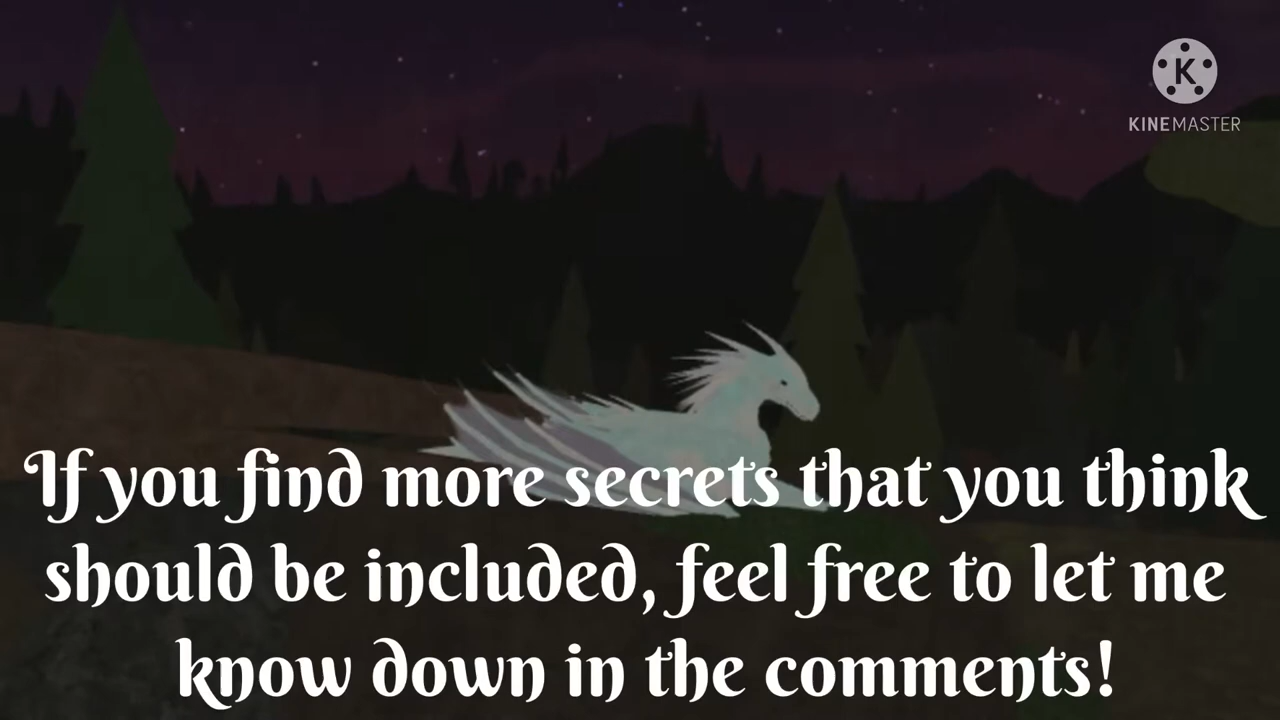 K
KINEMASTER
If you find more secrets that you think
should be included, feel free to let me
know down in the comments!